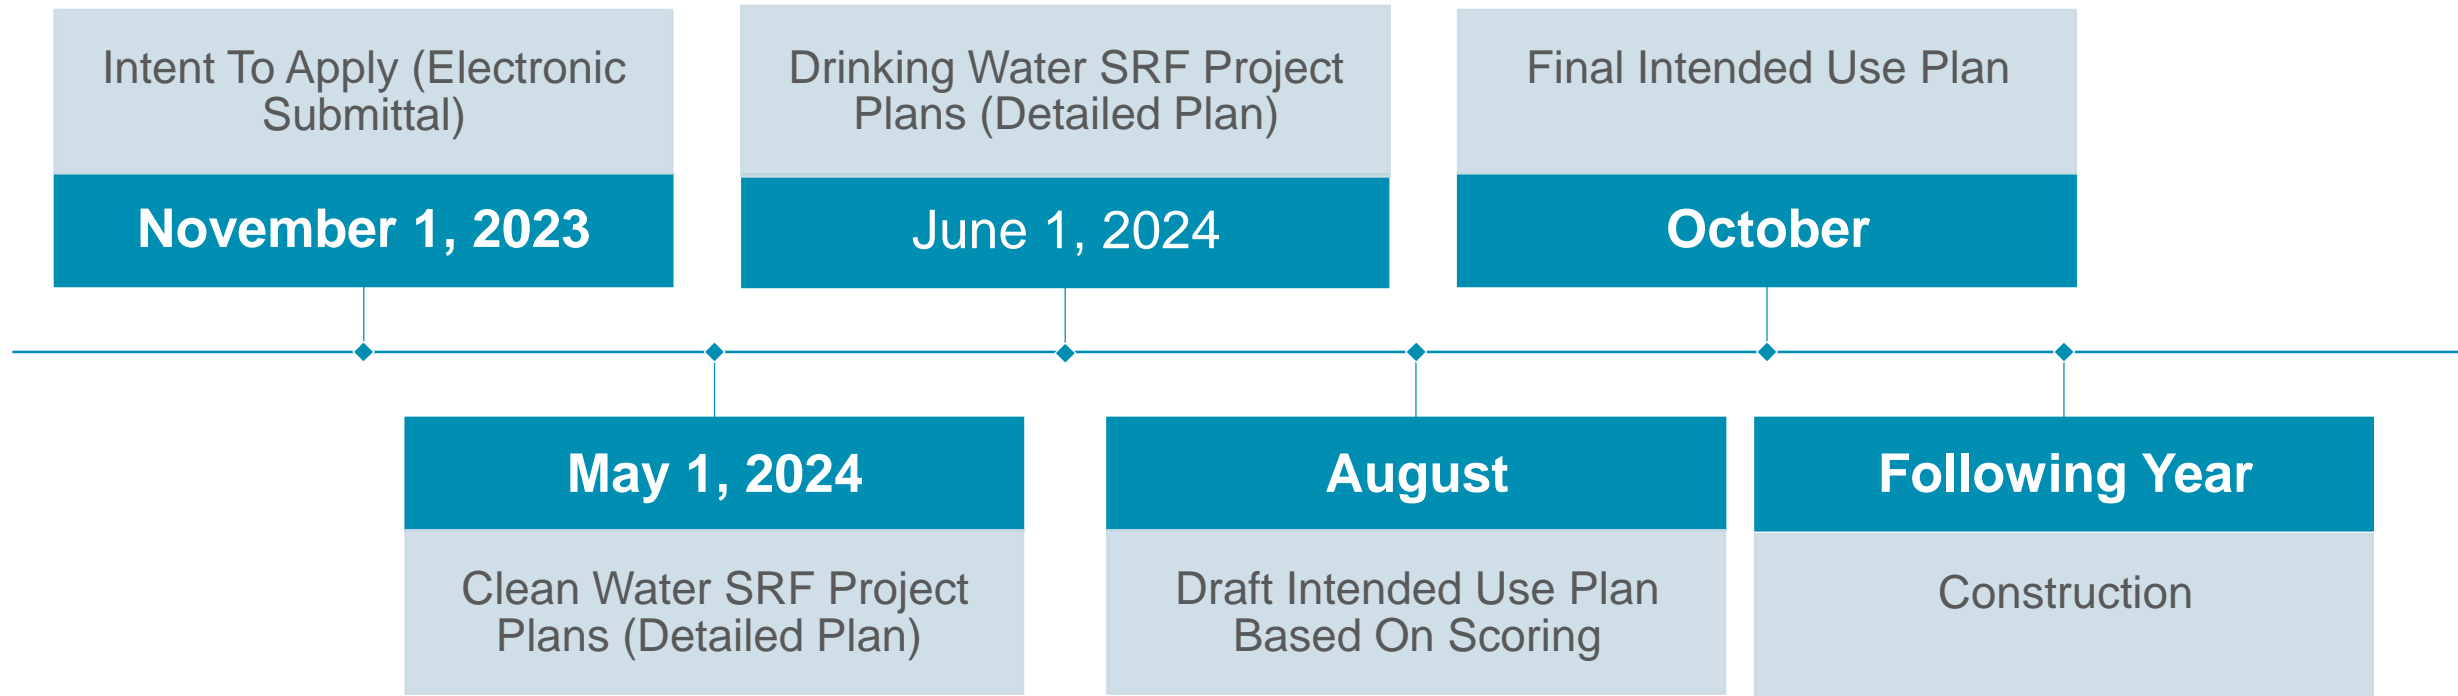 Intent To Apply (Electronic
Submittal)
November 1, 2023
May 1, 2024
Clean Water SRF Project
Plans (Detailed Plan)
Drinking Water SRF Project
Plans (Detailed Plan)
June 1, 2024
August
Draft Intended Use Plan
Based On Scoring
Final Intended Use Plan
October
Following Year
Construction